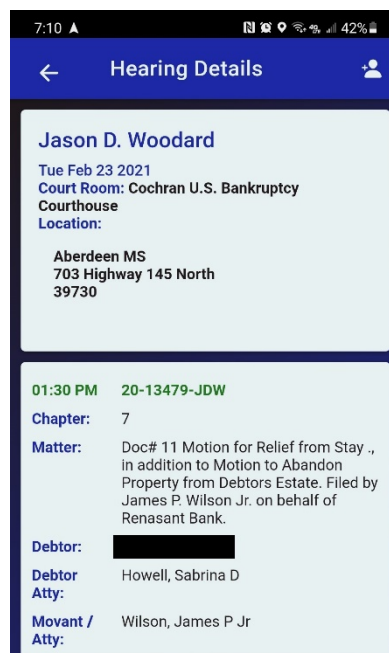 7:10
42%
Hearing Details
Jason D. Woodard
Tue Feb 23 2021
Court Room: Cochran U.S. Bankruptcy
Courthouse
Location:
Aberdeen MS
703 Highway 145 North
39730
01:30 PM 20-13479-JDW
Chapter: 7
Matter: Doc# 11 Motion for Relief from Stay .,
in addition to Motion to Abandon
Property from Debtors Estate. Filed by
James P. Wilson Jr. on behalf of
Renasant Bank.
Debtor:
Debtor Howell, Sabrina D
Atty:
Movant / Wilson, James P Jr
Atty: